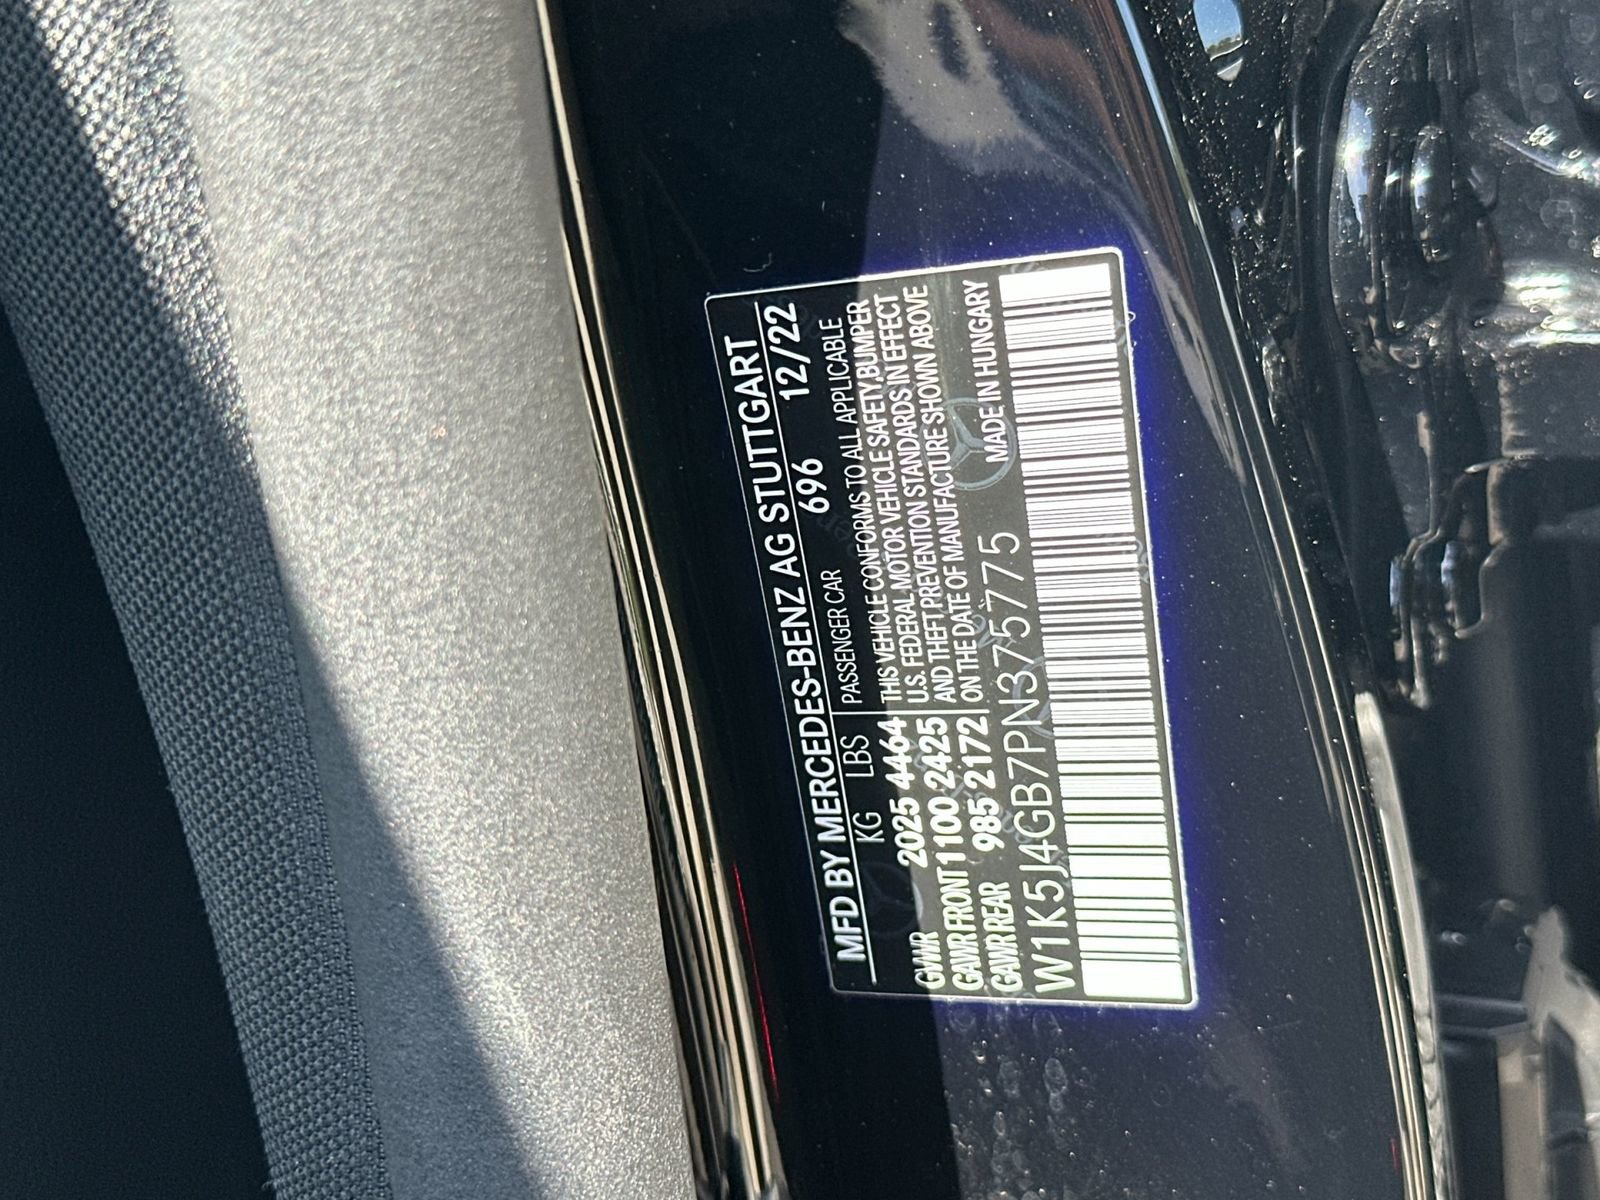 MFD BY MERCEDES-BENZ AG STUTTGART
KG LBS PASSENGER CAR 696 12/22
GVWR 2025 4464 THIS VEHICLE CONFORMS TO ALL APPLICABLE
GAWR FRONT 1100 2425 U.S. FEDERAL MOTOR VEHICLE SAFETY,BUMPER
GAWR REAR 985 2172 AND THEFT PREVENTION STANDARDS IN EFFECT
ON THE DATE OF MANUFACTURE SHOWN ABOVE
W1K5J4GB7PN375775 MADE IN HUNGARY